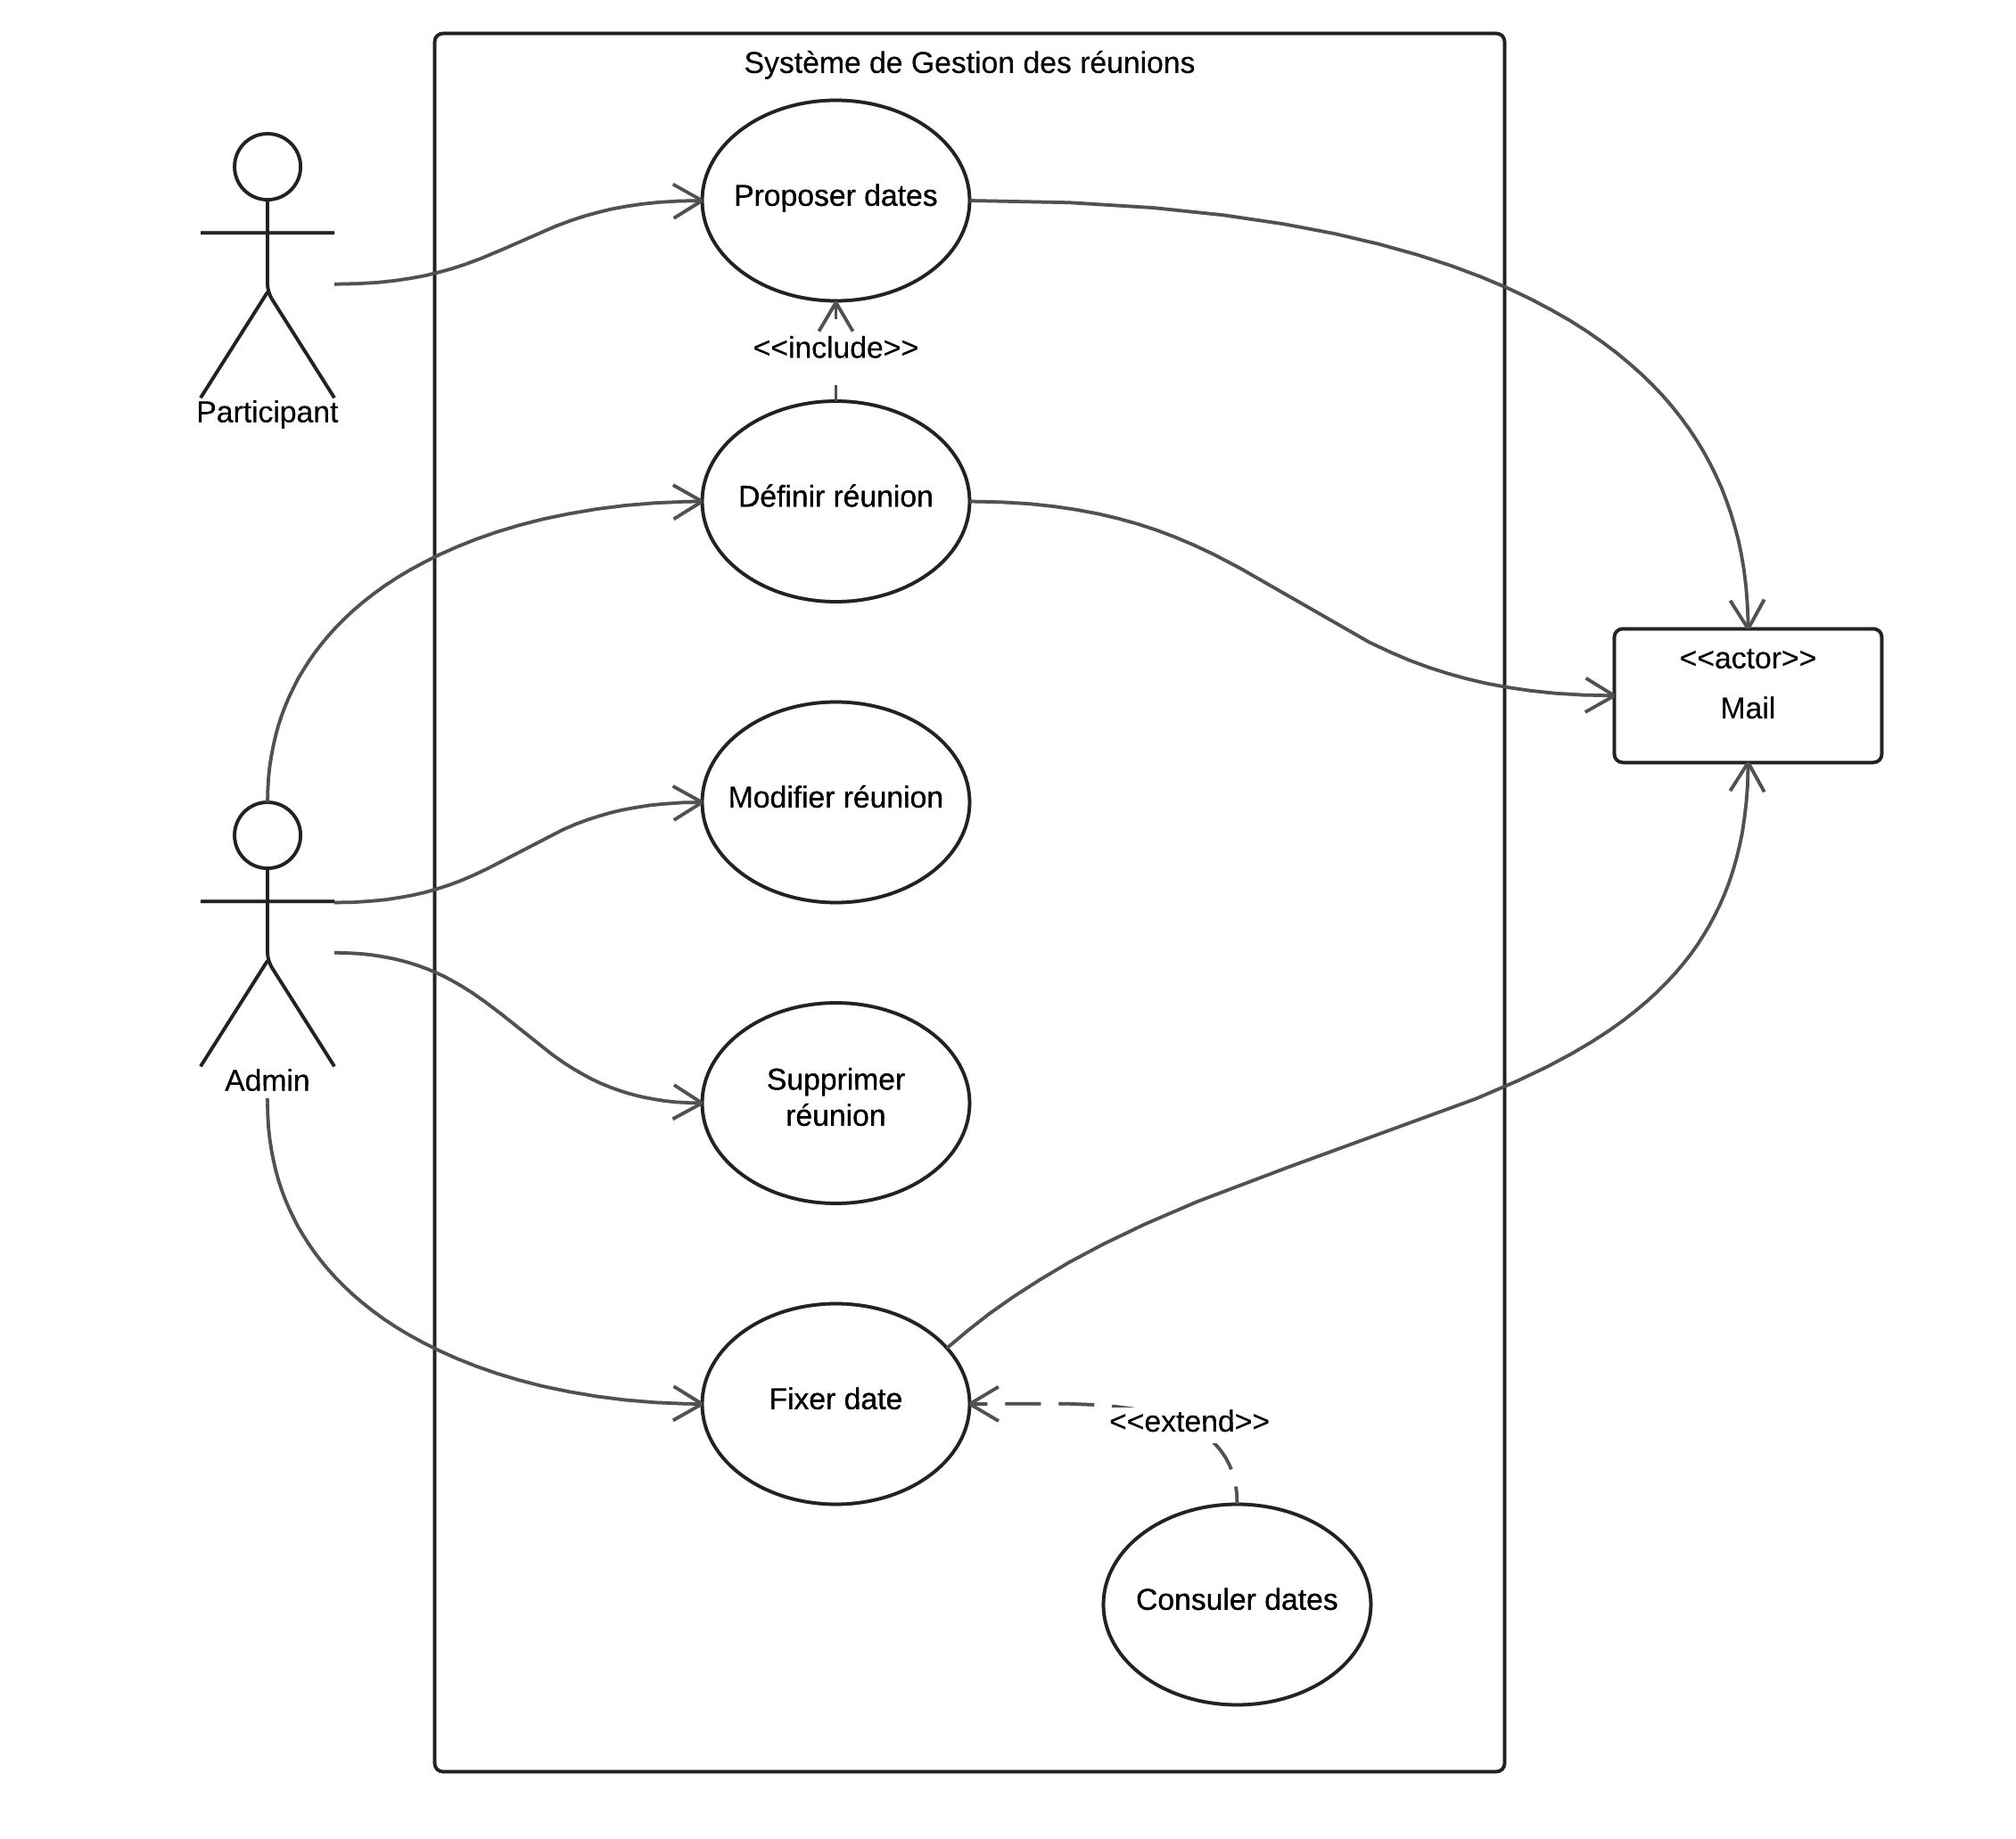 Système de Gestion des réunions
Proposer dates
Participant
<<include>>
Définir réunion
<<actor>>
Mail
Modifier réunion
Admin
Supprimer
réunion
Fixer date
<<extend>>
Consuler dates